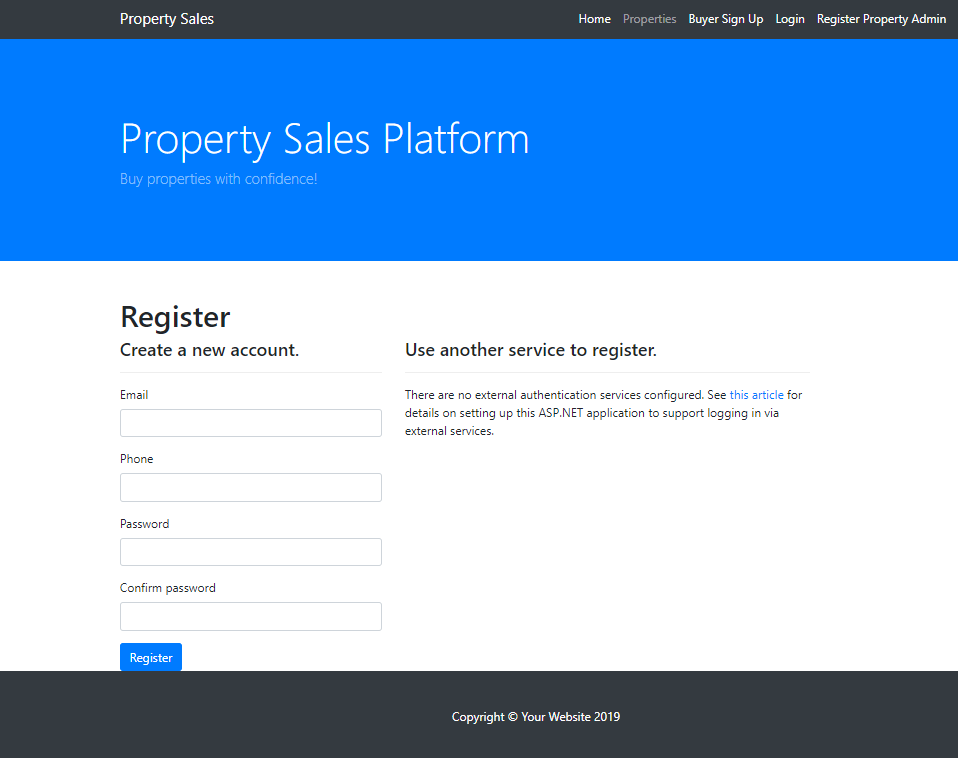 Property Sales
Home Properties Buyer Sign Up Login Register Property Admin
Property Sales Platform
Buy properties with confidence!
Register
Create a new account.
Email
Phone
Password
Confirm password
Register
Use another service to register.
There are no external authentication services configured. See this article for
details on setting up this ASP.NET application to support logging in via
external services.
Copyright © Your Website 2019